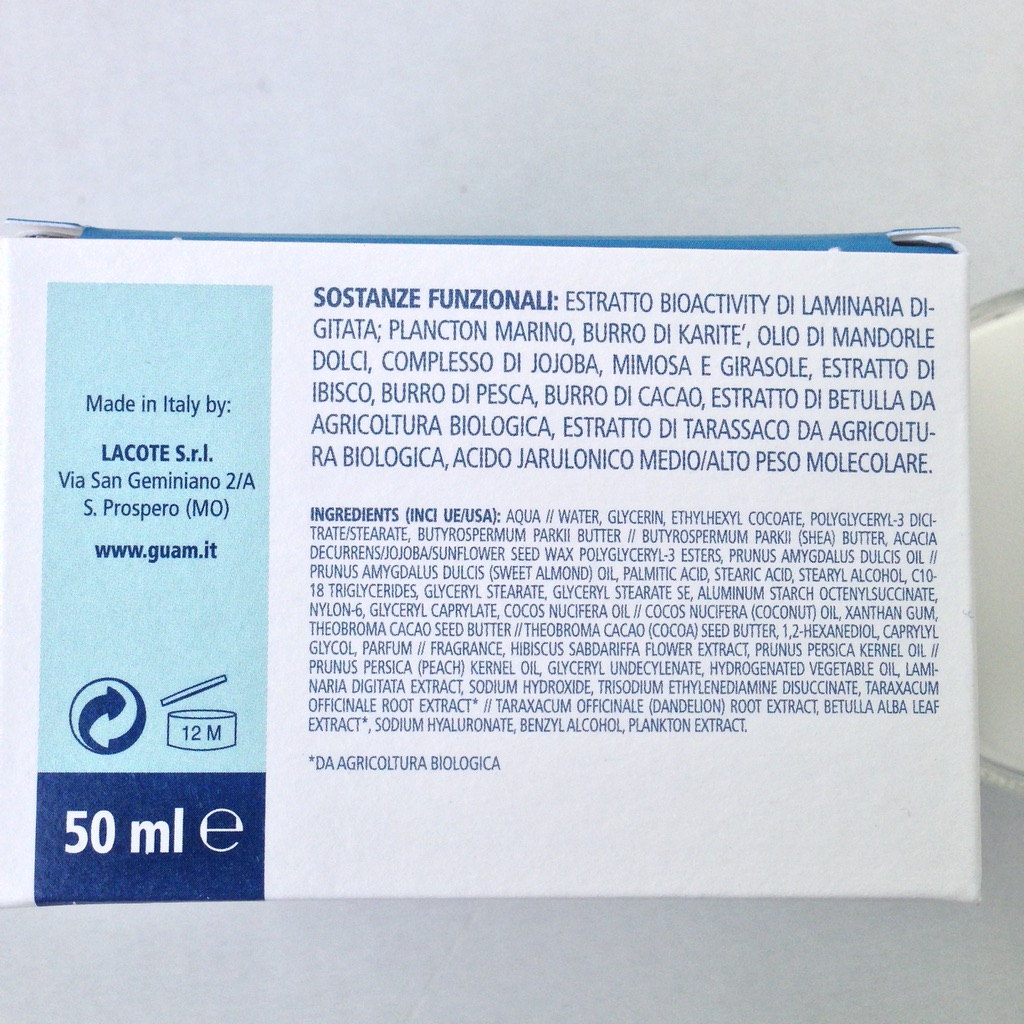 Made in Italy by:
LACOTE S.r.l.
Via San Geminiano 2/A
S. Prospero (MO)
www.guam.it
12 M
50 ml ℮
SOSTANZE FUNZIONALI: ESTRATTO BIOACTIVITY DI LAMINARIA DI-
GITATA; PLANCTON MARINO, BURRO DI KARITE’, OLIO DI MANDORLE
DOLCI, COMPLESSO DI JOJOBA, MIMOSA E GIRASOLE, ESTRATTO DI
IBISCO, BURRO DI PESCA, BURRO DI CACAO, ESTRATTO DI BETULLA DA
AGRICOLTURA BIOLOGICA, ESTRATTO DI TARASSACO DA AGRICOLTU-
RA BIOLOGICA, ACIDO JARULONICO MEDIO/ALTO PESO MOLECOLARE.
INGREDIENTS (INCI UE/USA): AQUA // WATER, GLYCERIN, ETHYLHEXYL COCOATE, POLYGLYCERYL-3 DICI-
TRATE/STEARATE, BUTYROSPERMUM PARKII BUTTER // BUTYROSPERMUM PARKII (SHEA) BUTTER, ACACIA
DECURRENS/JOJOBA/SUNFLOWER SEED WAX POLYGLYCERYL-3 ESTERS, PRUNUS AMYGDALUS DULCIS OIL //
PRUNUS AMYGDALUS DULCIS (SWEET ALMOND) OIL, PALMITIC ACID, STEARIC ACID, STEARYL ALCOHOL, C10-
18 TRIGLYCERIDES, GLYCERYL STEARATE, GLYCERYL STEARATE SE, ALUMINUM STARCH OCTENYLSUCCINATE,
NYLON-6, GLYCERYL CAPRYLATE, COCOS NUCIFERA OIL // COCOS NUCIFERA (COCONUT) OIL, XANTHAN GUM,
THEOBROMA CACAO SEED BUTTER // THEOBROMA CACAO (COCOA) SEED BUTTER, 1,2-HEXANEDIOL, CAPRYLYL
GLYCOL, PARFUM // FRAGRANCE, HIBISCUS SABDARIFFA FLOWER EXTRACT, PRUNUS PERSICA KERNEL OIL //
PRUNUS PERSICA (PEACH) KERNEL OIL, GLYCERYL UNDECYLENATE, HYDROGENATED VEGETABLE OIL, LAMI-
NARIA DIGITATA EXTRACT, SODIUM HYDROXIDE, TRISODIUM ETHYLENEDIAMINE DISUCCINATE, TARAXACUM
OFFICINALE ROOT EXTRACT* // TARAXACUM OFFICINALE (DANDELION) ROOT EXTRACT, BETULLA ALBA LEAF
EXTRACT*, SODIUM HYALURONATE, BENZYL ALCOHOL, PLANKTON EXTRACT.
*DA AGRICOLTURA BIOLOGICA